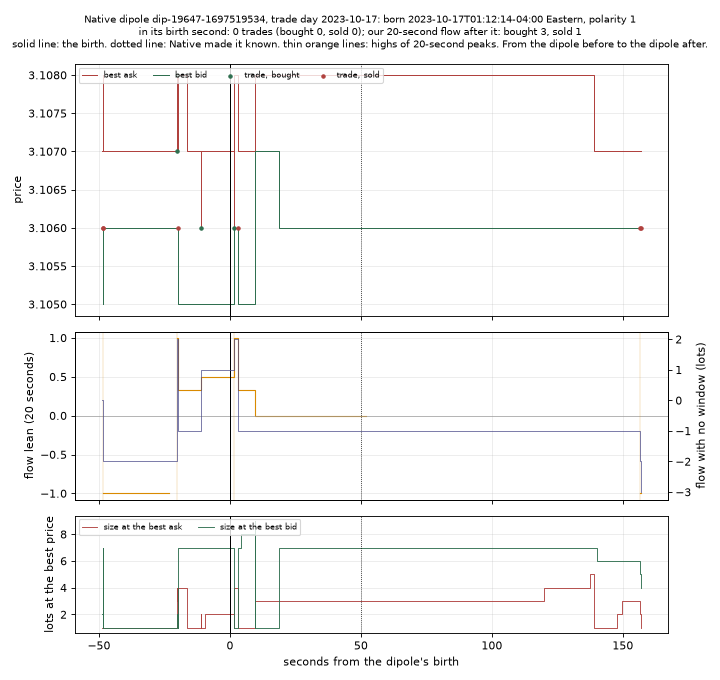 Native dipole dip-19647-1697519534, trade day 2023-10-17: born 2023-10-17T01:12:14-04:00 Eastern, polarity 1
in its birth second: 0 trades (bought 0, sold 0); our 20-second flow after it: bought 3, sold 1
solid line: the birth. dotted line: Native made it known. thin orange lines: highs of 20-second peaks. From the dipole before to the dipole after.
best ask best bid trade, bought trade, sold
3.1080
3.1075
3.1070
3.1065
3.1060
3.1055
3.1050
price
1.0
0.5
0.0
−0.5
−1.0
flow lean (20 seconds)
2
1
0
−1
−2
−3
flow with no window (lots)
size at the best ask size at the best bid
8
6
4
2
lots at the best price
−50 0 50 100 150
seconds from the dipole's birth